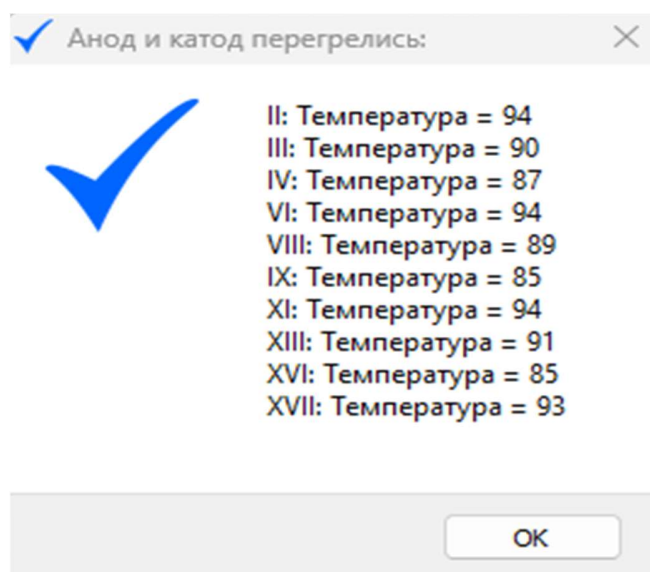 Анод и катод перегрелись:
II: Температура = 94
III: Температура = 90
IV: Температура = 87
VI: Температура = 94
VIII: Температура = 89
IX: Температура = 85
XI: Температура = 94
XIII: Температура = 91
XVI: Температура = 85
XVII: Температура = 93
ОК